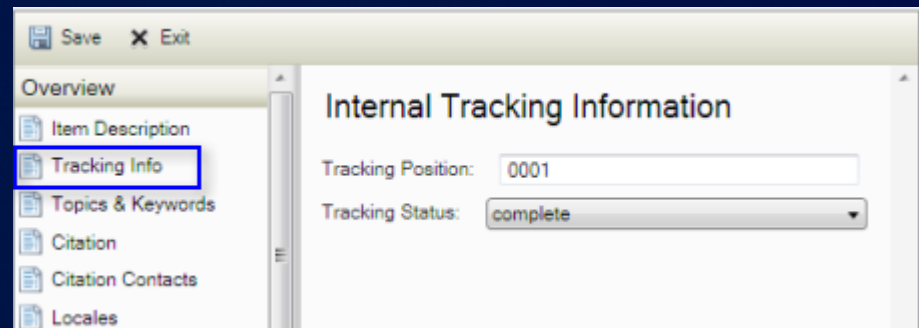 Save Exit
Overview
Item Description
Tracking Info
Topics & Keywords
Citation
Citation Contacts
Locales
Internal Tracking Information
Tracking Position: 0001
Tracking Status: complete